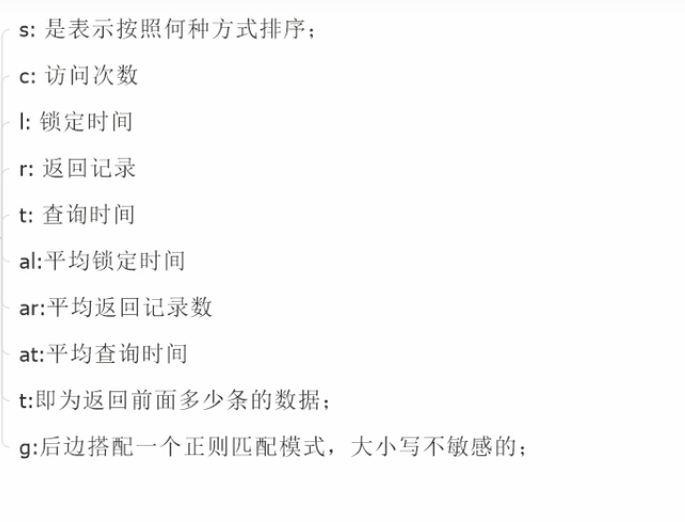 s: 是表示按照何种方式排序；
c: 访问次数
l: 锁定时间
r: 返回记录
t: 查询时间
al:平均锁定时间
ar:平均返回记录数
at:平均查询时间
t:即为返回前面多少条的数据；
g:后边搭配一个正则匹配模式，大小写不敏感的；